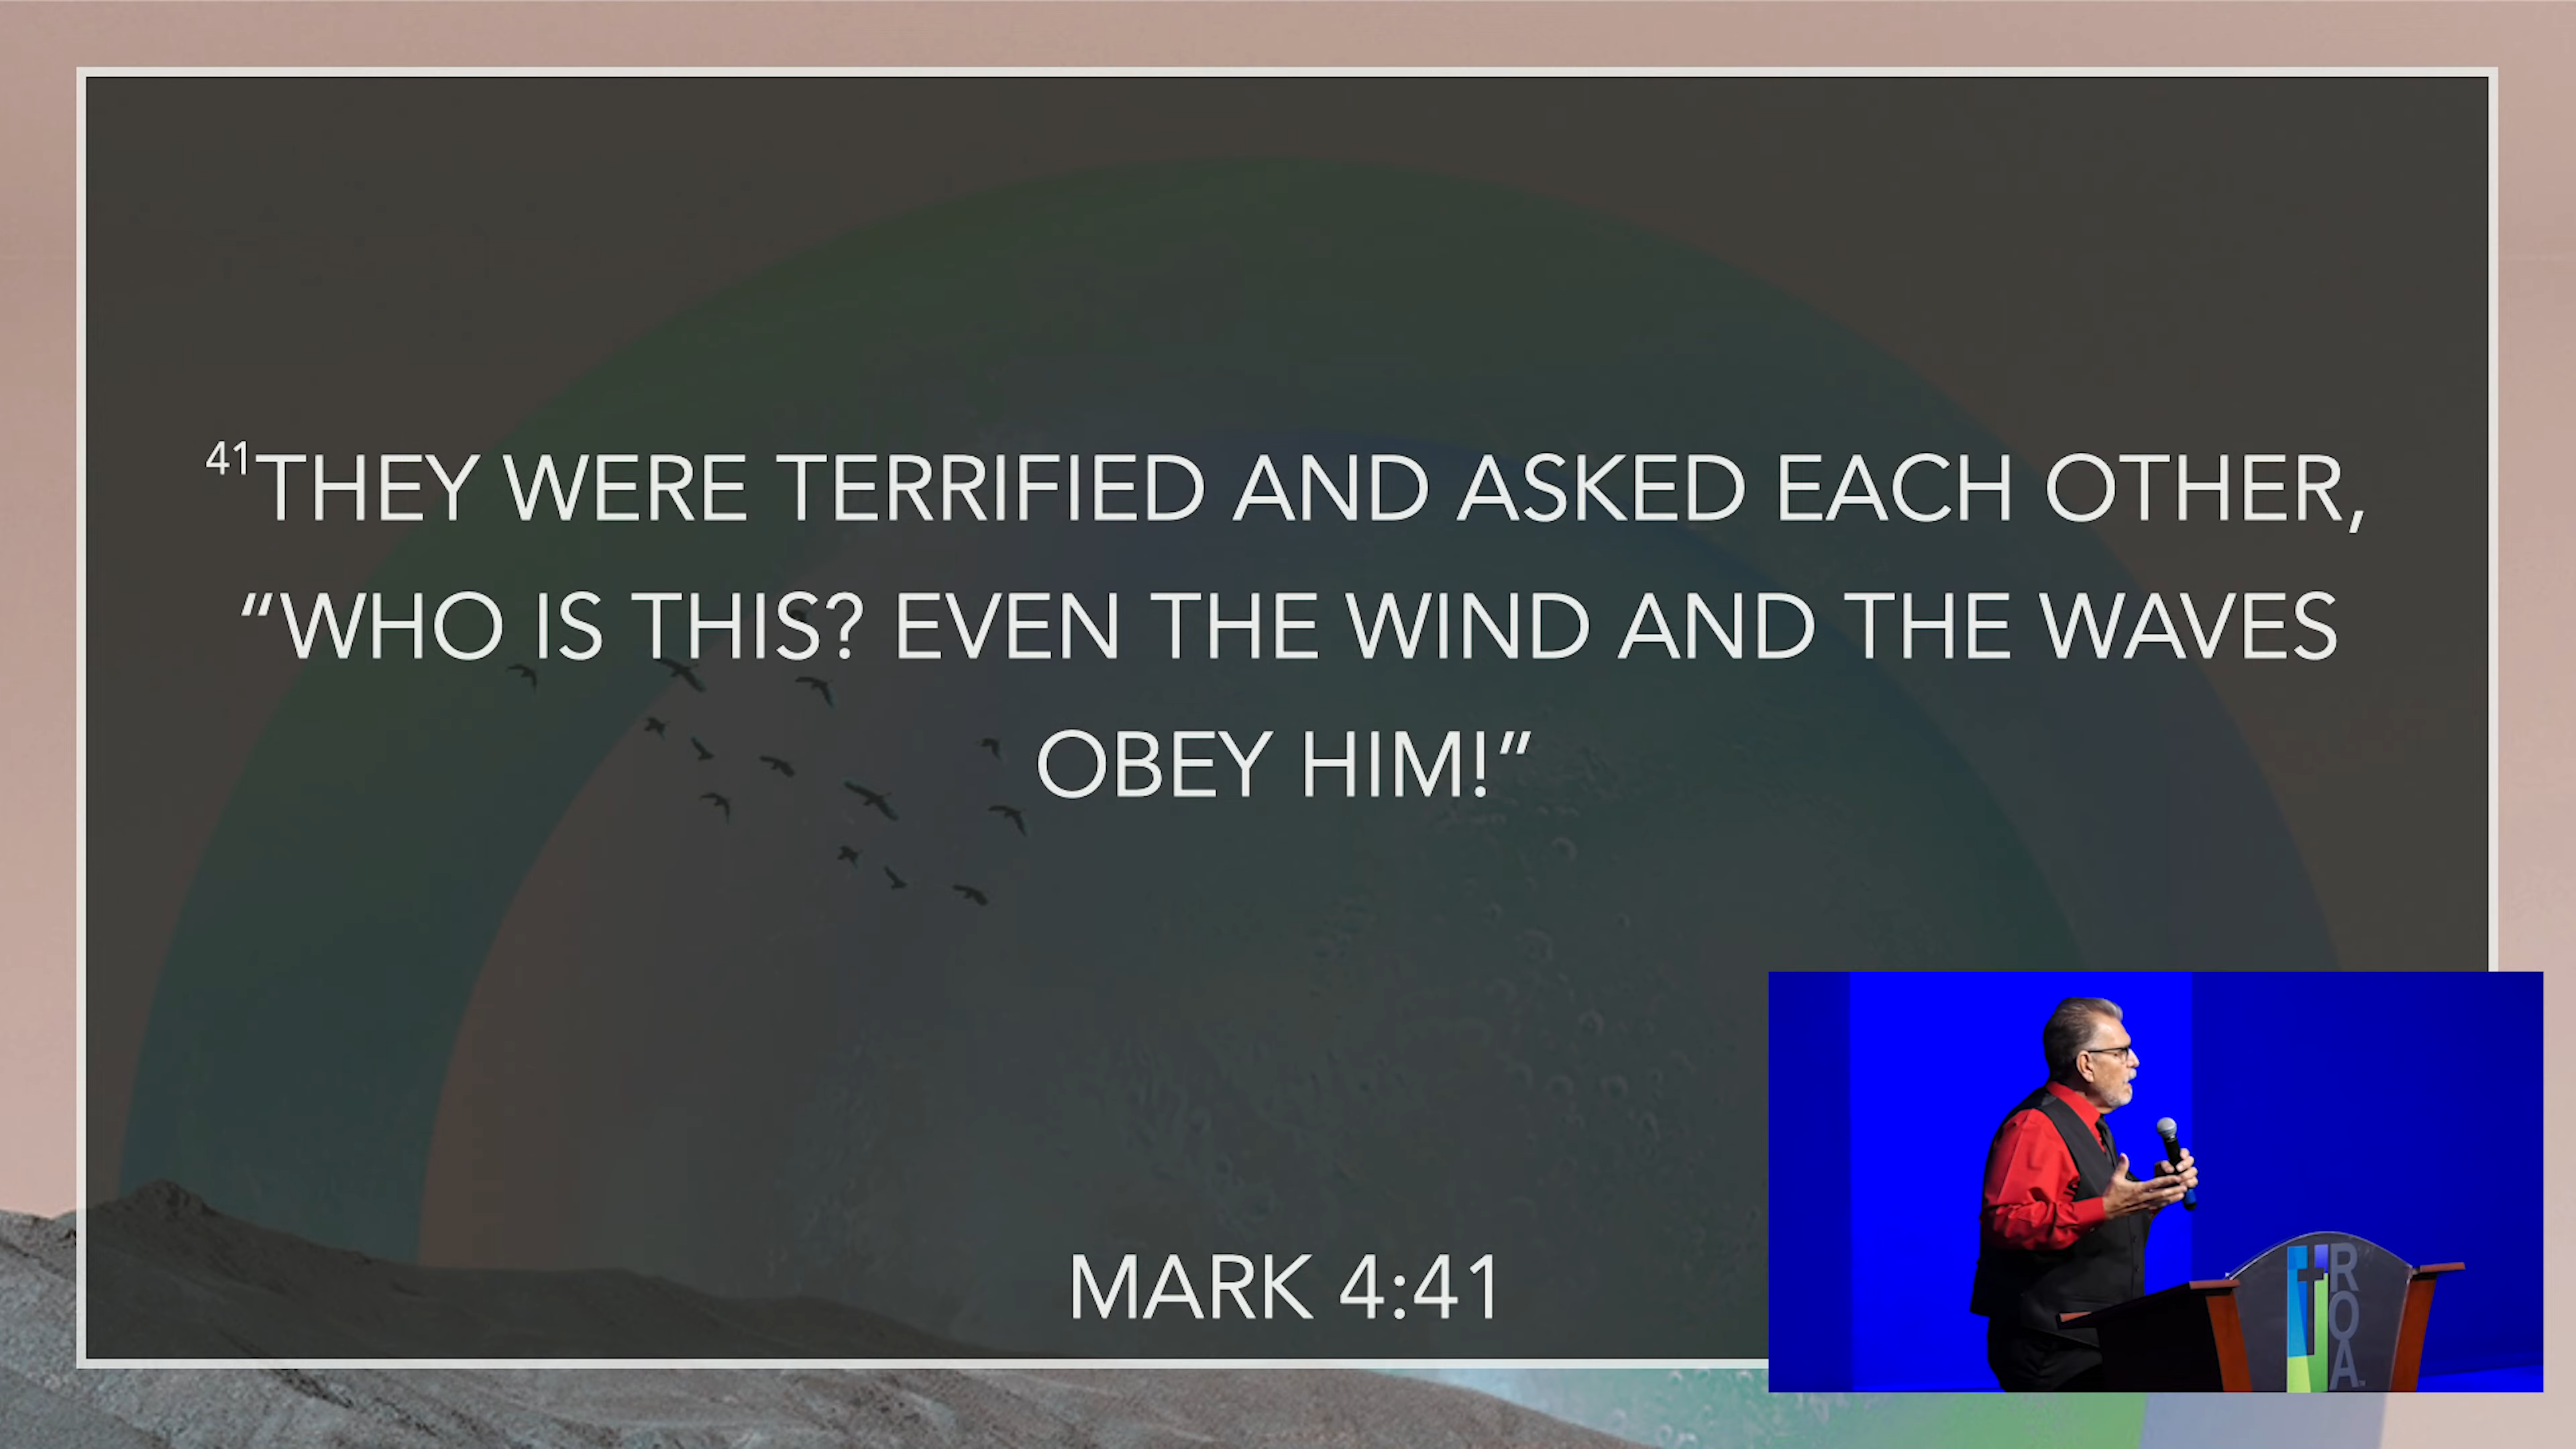 ⁴¹THEY WERE TERRIFIED AND ASKED EACH OTHER,
“WHO IS THIS? EVEN THE WIND AND THE WAVES
OBEY HIM!”
MARK 4:41
ROA